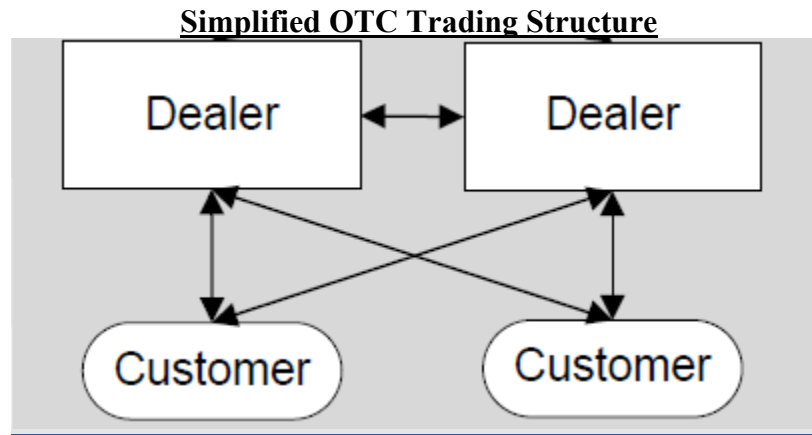 Simplified OTC Trading Structure
Dealer
Dealer
Customer
Customer